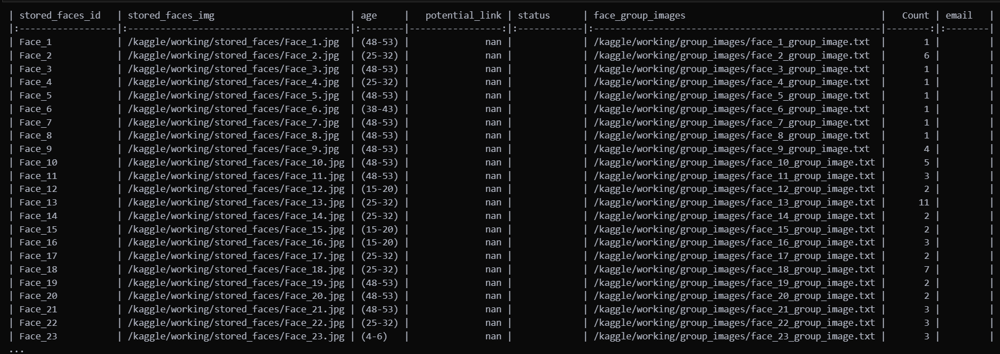 | stored_faces_id  | stored_faces_img                        | age     |   potential_link | status     | face_group_images                                    |   Count | email   |
|:-----------------|:----------------------------------------|:--------|-----------------:|:-----------|:-----------------------------------------------------|--------:|:--------|
| Face_1           | /kaggle/working/stored_faces/Face_1.jpg  | (48-53) |              nan |            | /kaggle/working/group_images/face_1_group_image.txt  |       1 |         |
| Face_2           | /kaggle/working/stored_faces/Face_2.jpg  | (25-32) |              nan |            | /kaggle/working/group_images/face_2_group_image.txt  |       6 |         |
| Face_3           | /kaggle/working/stored_faces/Face_3.jpg  | (48-53) |              nan |            | /kaggle/working/group_images/face_3_group_image.txt  |       1 |         |
| Face_4           | /kaggle/working/stored_faces/Face_4.jpg  | (25-32) |              nan |            | /kaggle/working/group_images/face_4_group_image.txt  |       1 |         |
| Face_5           | /kaggle/working/stored_faces/Face_5.jpg  | (48-53) |              nan |            | /kaggle/working/group_images/face_5_group_image.txt  |       1 |         |
| Face_6           | /kaggle/working/stored_faces/Face_6.jpg  | (38-43) |              nan |            | /kaggle/working/group_images/face_6_group_image.txt  |       1 |         |
| Face_7           | /kaggle/working/stored_faces/Face_7.jpg  | (48-53) |              nan |            | /kaggle/working/group_images/face_7_group_image.txt  |       1 |         |
| Face_8           | /kaggle/working/stored_faces/Face_8.jpg  | (48-53) |              nan |            | /kaggle/working/group_images/face_8_group_image.txt  |       1 |         |
| Face_9           | /kaggle/working/stored_faces/Face_9.jpg  | (48-53) |              nan |            | /kaggle/working/group_images/face_9_group_image.txt  |       4 |         |
| Face_10          | /kaggle/working/stored_faces/Face_10.jpg | (48-53) |              nan |            | /kaggle/working/group_images/face_10_group_image.txt |       5 |         |
| Face_11          | /kaggle/working/stored_faces/Face_11.jpg | (48-53) |              nan |            | /kaggle/working/group_images/face_11_group_image.txt |       3 |         |
| Face_12          | /kaggle/working/stored_faces/Face_12.jpg | (15-20) |              nan |            | /kaggle/working/group_images/face_12_group_image.txt |       2 |         |
| Face_13          | /kaggle/working/stored_faces/Face_13.jpg | (25-32) |              nan |            | /kaggle/working/group_images/face_13_group_image.txt |      11 |         |
| Face_14          | /kaggle/working/stored_faces/Face_14.jpg | (25-32) |              nan |            | /kaggle/working/group_images/face_14_group_image.txt |       2 |         |
| Face_15          | /kaggle/working/stored_faces/Face_15.jpg | (15-20) |              nan |            | /kaggle/working/group_images/face_15_group_image.txt |       2 |         |
| Face_16          | /kaggle/working/stored_faces/Face_16.jpg | (15-20) |              nan |            | /kaggle/working/group_images/face_16_group_image.txt |       3 |         |
| Face_17          | /kaggle/working/stored_faces/Face_17.jpg | (25-32) |              nan |            | /kaggle/working/group_images/face_17_group_image.txt |       2 |         |
| Face_18          | /kaggle/working/stored_faces/Face_18.jpg | (25-32) |              nan |            | /kaggle/working/group_images/face_18_group_image.txt |       7 |         |
| Face_19          | /kaggle/working/stored_faces/Face_19.jpg | (48-53) |              nan |            | /kaggle/working/group_images/face_19_group_image.txt |       2 |         |
| Face_20          | /kaggle/working/stored_faces/Face_20.jpg | (48-53) |              nan |            | /kaggle/working/group_images/face_20_group_image.txt |       2 |         |
| Face_21          | /kaggle/working/stored_faces/Face_21.jpg | (48-53) |              nan |            | /kaggle/working/group_images/face_21_group_image.txt |       3 |         |
| Face_22          | /kaggle/working/stored_faces/Face_22.jpg | (25-32) |              nan |            | /kaggle/working/group_images/face_22_group_image.txt |       3 |         |
| Face_23          | /kaggle/working/stored_faces/Face_23.jpg | (4-6)   |              nan |            | /kaggle/working/group_images/face_23_group_image.txt |       3 |         |
...